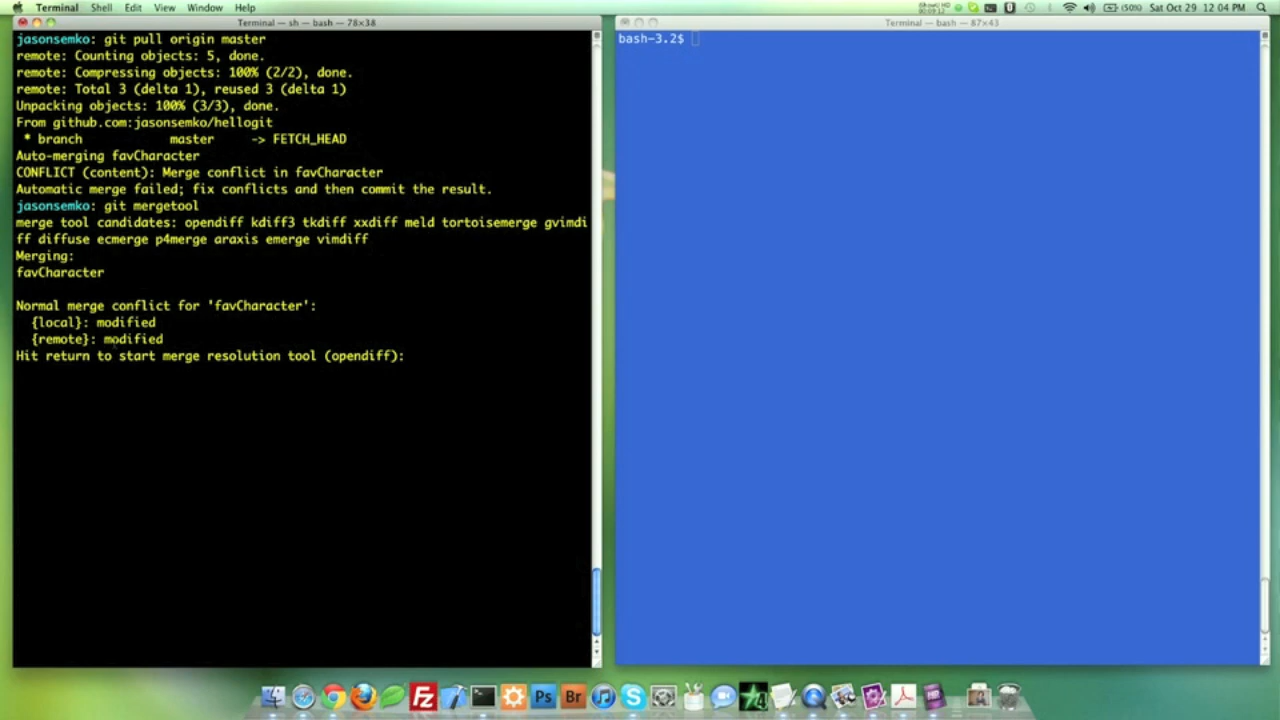 Terminal Shell Edit View Window Help
(50%) Sat Oct 29 12:04 PM
Terminal — sh — bash — 78×38
Terminal — bash — 87×43
jasonsemko: git pull origin master
remote: Counting objects: 5, done.
remote: Compressing objects: 100% (2/2), done.
remote: Total 3 (delta 1), reused 3 (delta 1)
Unpacking objects: 100% (3/3), done.
From github.com:jasonsemko/hellogit
* branch master -> FETCH_HEAD
Auto-merging favCharacter
CONFLICT (content): Merge conflict in favCharacter
Automatic merge failed; fix conflicts and then commit the result.
jasonsemko: git mergetool
merge tool candidates: opendiff kdiff3 tkdiff xxdiff meld tortoisemerge gvimdi
ff diffuse ecmerge p4merge araxis emerge vimdiff
Merging:
favCharacter
Normal merge conflict for 'favCharacter':
{local}: modified
{remote}: modified
Hit return to start merge resolution tool (opendiff):
bash-3.2$
Fz Ps Br